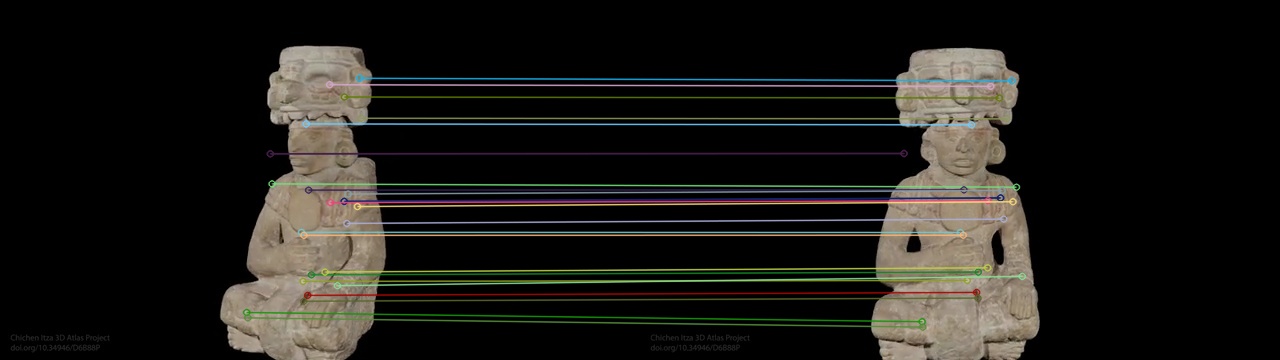 Chichen Itza 3D Atlas Project
doi.org/10.34946/D6B88P
Chichen Itza 3D Atlas Project
doi.org/10.34946/D6B88P